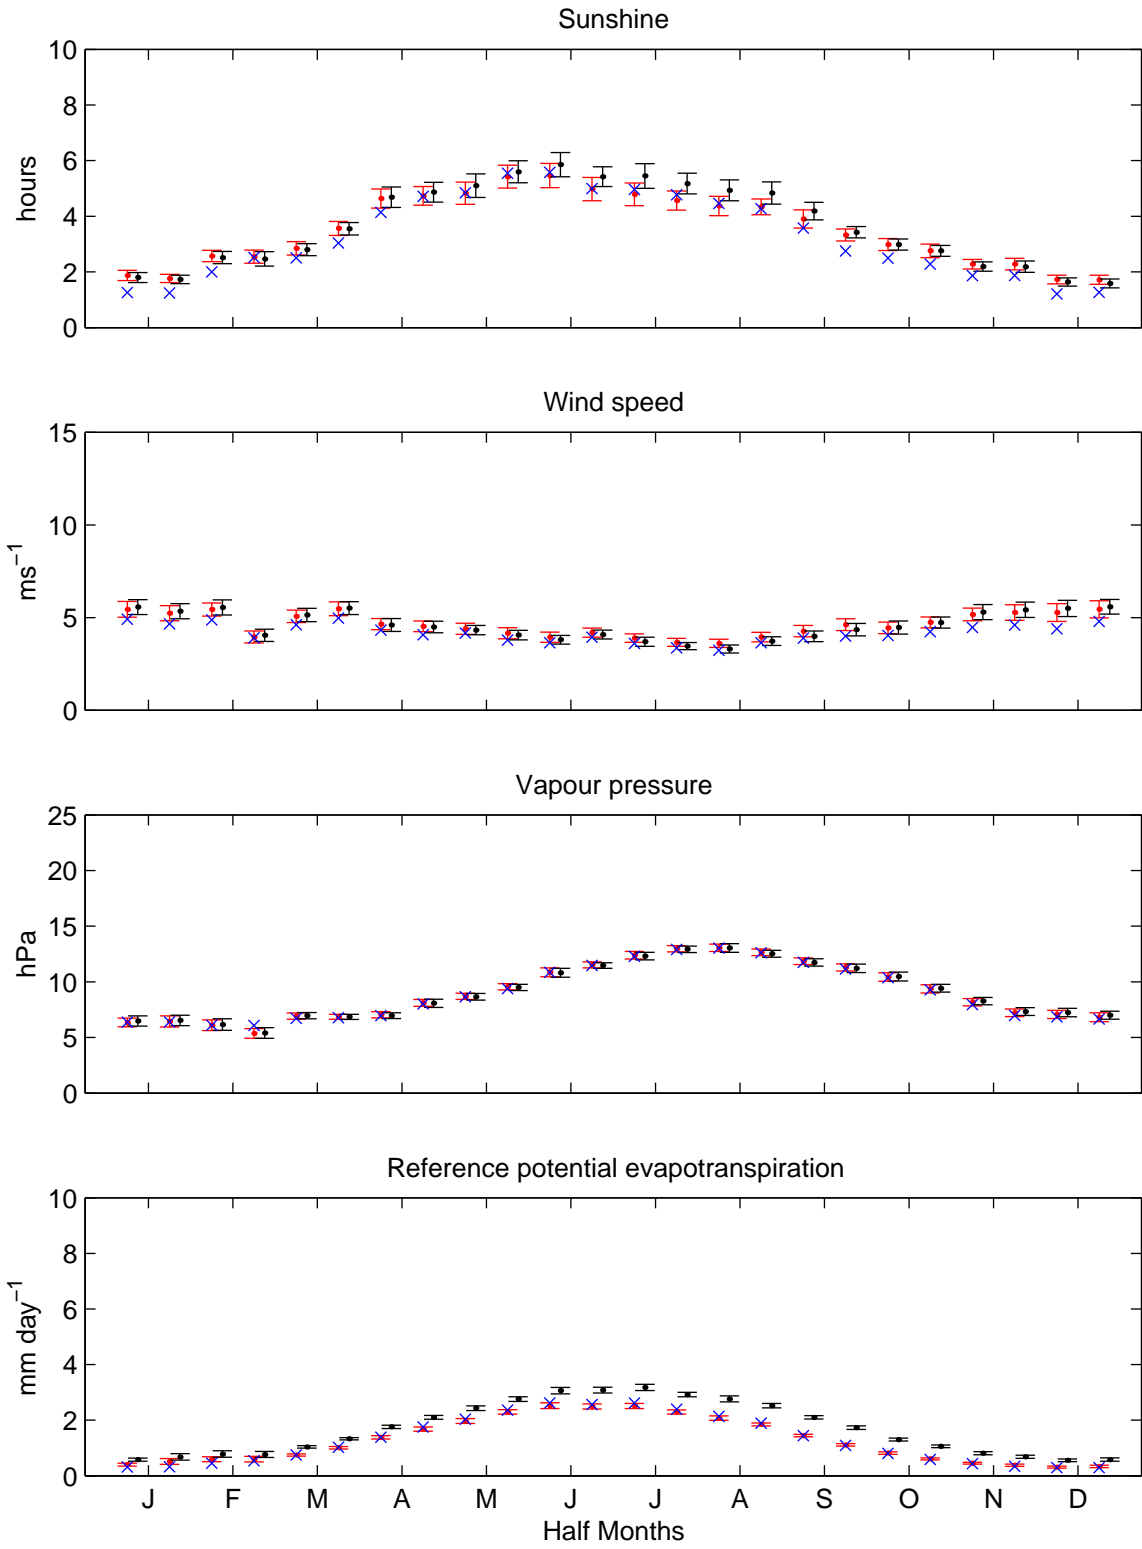 Sunshine
10
8
6
4
2
0
hours
Wind speed
15
10
5
0
ms⁻¹
Vapour pressure
25
20
15
10
5
0
hPa
Reference potential evapotranspiration
10
8
6
4
2
0
mm day⁻¹
J F M A M J J A S O N D
Half Months